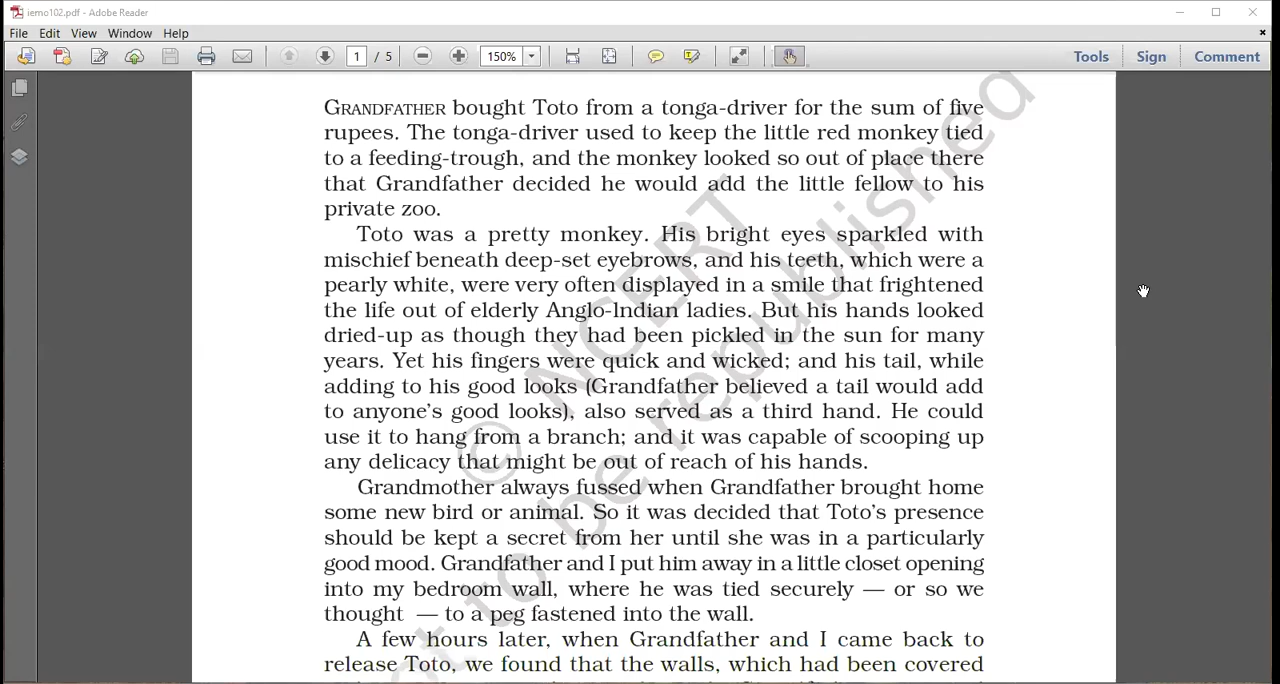 iemo102.pdf - Adobe Reader
File Edit View Window Help
1 / 5 150% Tools Sign Comment
GRANDFATHER bought Toto from a tonga-driver for the sum of five
rupees. The tonga-driver used to keep the little red monkey tied
to a feeding-trough, and the monkey looked so out of place there
that Grandfather decided he would add the little fellow to his
private zoo.
Toto was a pretty monkey. His bright eyes sparkled with
mischief beneath deep-set eyebrows, and his teeth, which were a
pearly white, were very often displayed in a smile that frightened
the life out of elderly Anglo-Indian ladies. But his hands looked
dried-up as though they had been pickled in the sun for many
years. Yet his fingers were quick and wicked; and his tail, while
adding to his good looks (Grandfather believed a tail would add
to anyone's good looks), also served as a third hand. He could
use it to hang from a branch; and it was capable of scooping up
any delicacy that might be out of reach of his hands.
Grandmother always fussed when Grandfather brought home
some new bird or animal. So it was decided that Toto's presence
should be kept a secret from her until she was in a particularly
good mood. Grandfather and I put him away in a little closet opening
into my bedroom wall, where he was tied securely — or so we
thought — to a peg fastened into the wall.
A few hours later, when Grandfather and I came back to
release Toto, we found that the walls, which had been covered
© NCERT
not to be republished